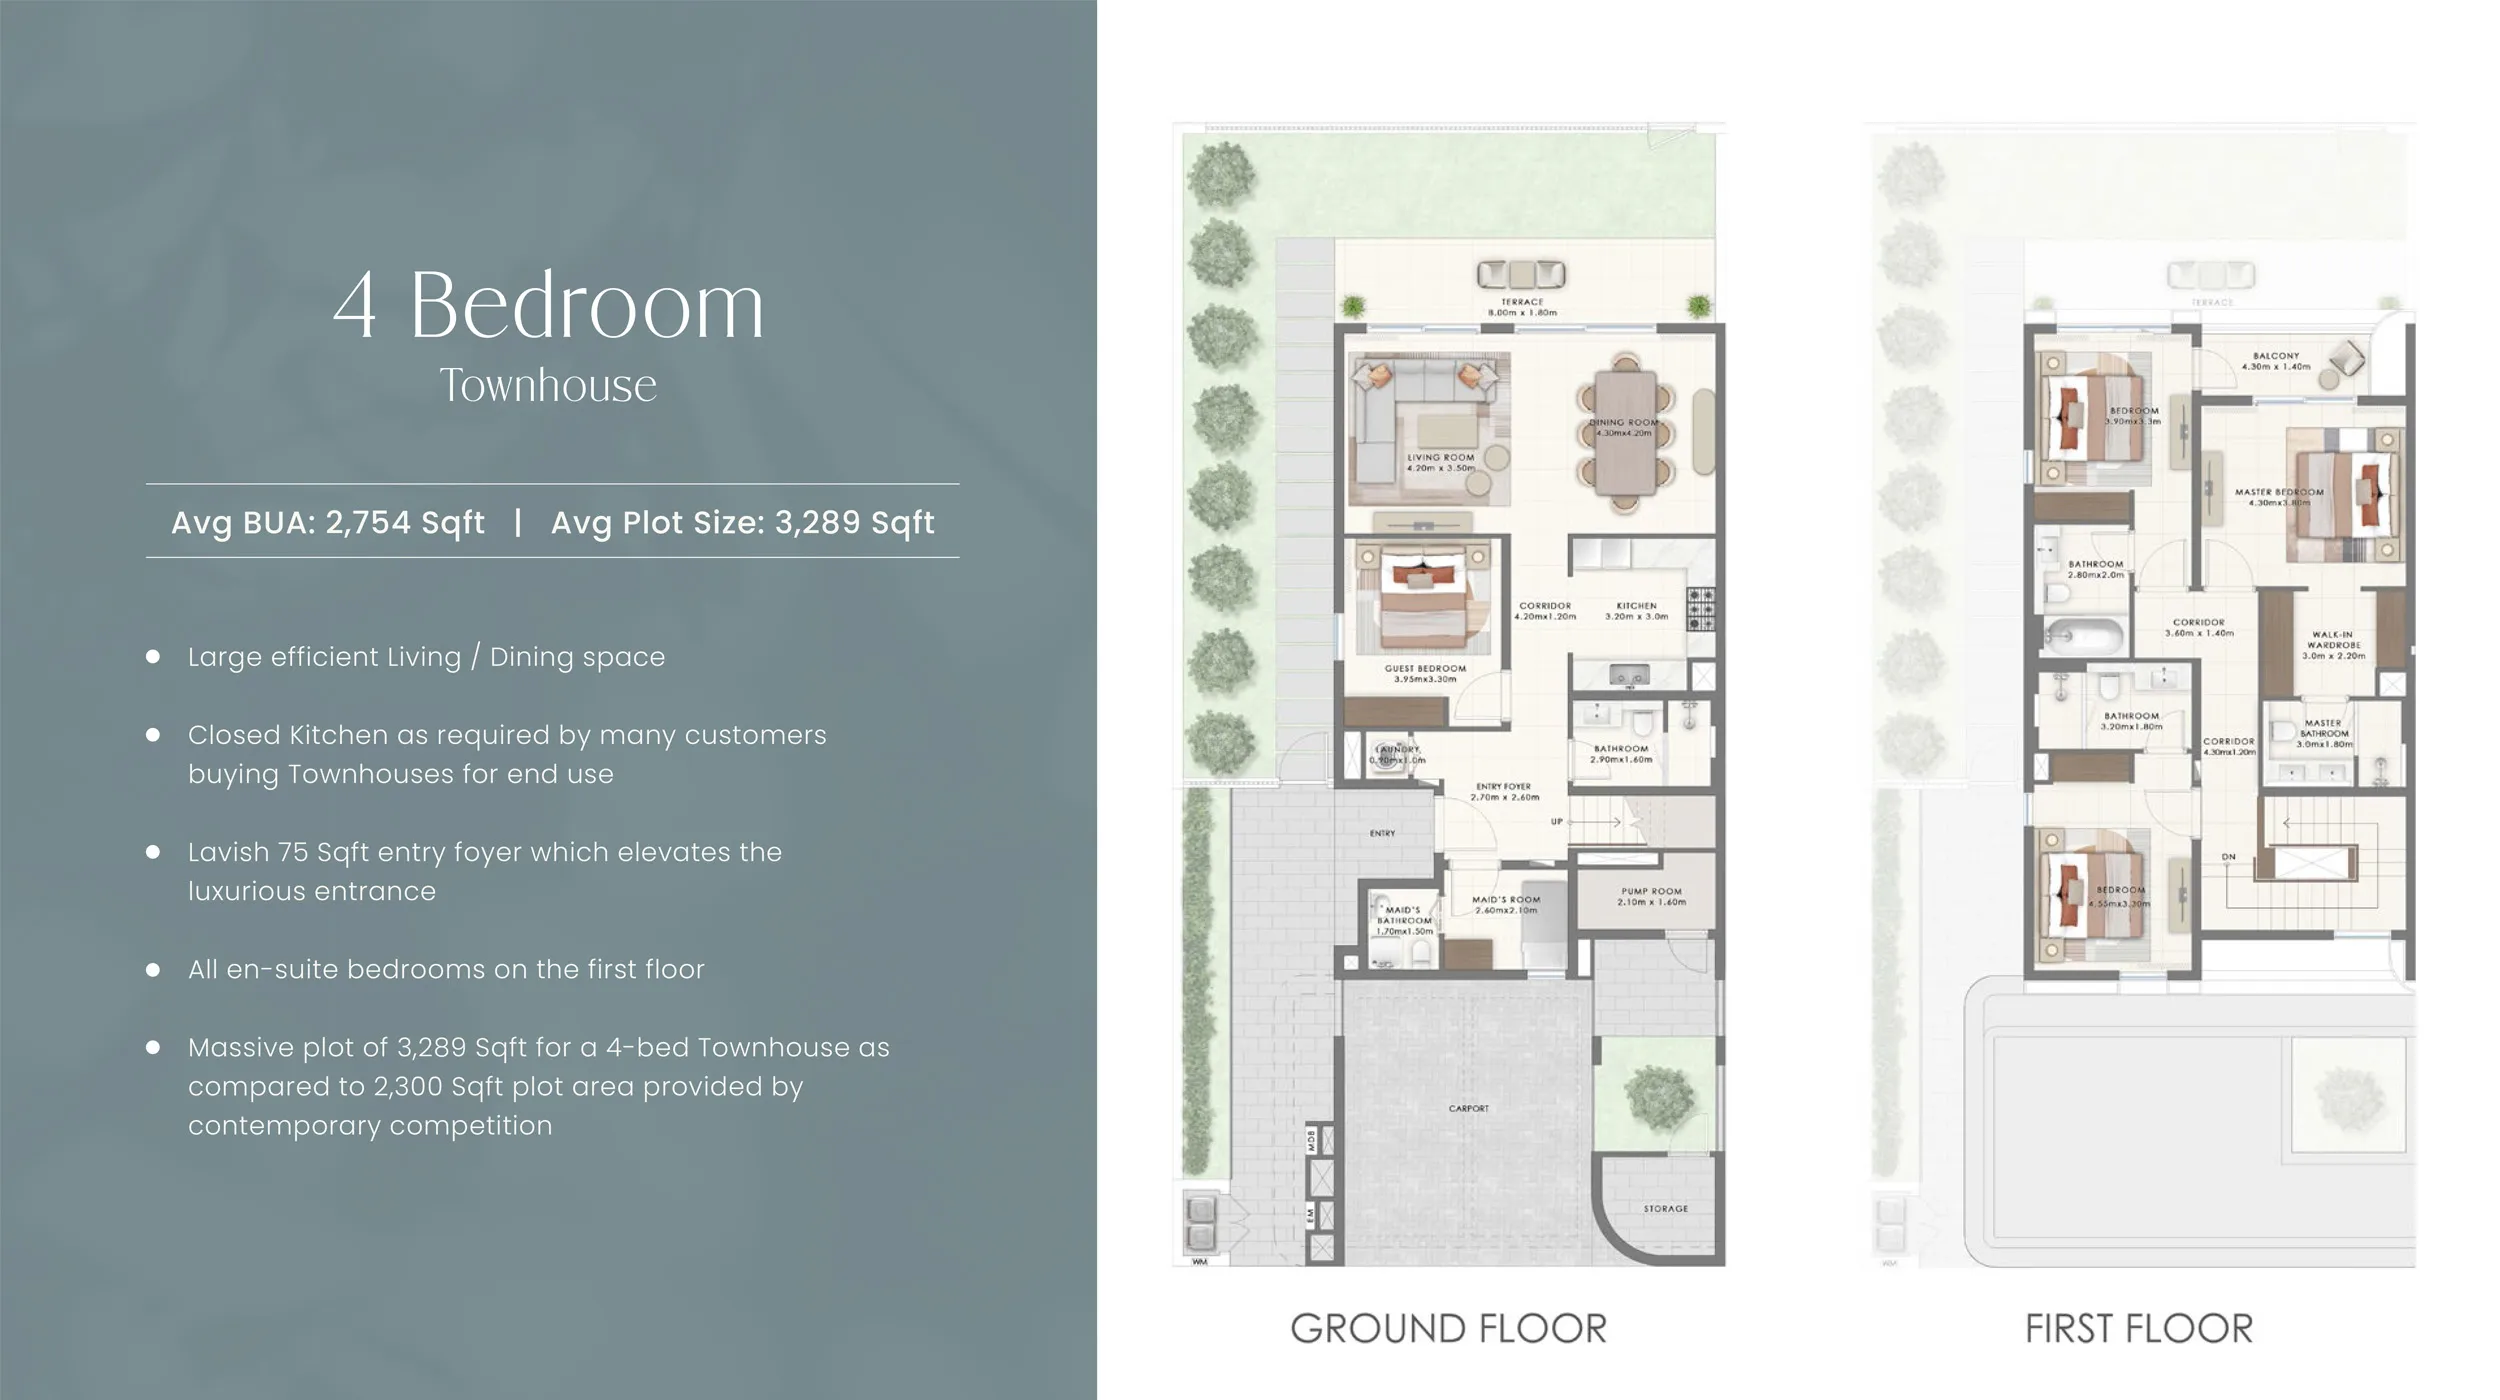 4 Bedroom
Townhouse
Avg BUA: 2,754 Sqft | Avg Plot Size: 3,289 Sqft
Large efficient Living / Dining space
Closed Kitchen as required by many customers
buying Townhouses for end use
Lavish 75 Sqft entry foyer which elevates the
luxurious entrance
All en-suite bedrooms on the first floor
Massive plot of 3,289 Sqft for a 4-bed Townhouse as
compared to 2,300 Sqft plot area provided by
contemporary competition
TERRACE
8.00m x 1.80m
DINING ROOM
4.30mx4.20m
LIVING ROOM
4.20m x 3.50m
CORRIDOR
4.20mx1.20m
KITCHEN
3.20m x 3.0m
GUEST BEDROOM
3.95mx3.30m
LAUNDRY
0.90mx1.0m
BATHROOM
2.90mx1.60m
ENTRY FOYER
2.70m x 2.60m
UP
ENTRY
PUMP ROOM
2.10m x 1.60m
MAID'S ROOM
2.60mx2.10m
MAID'S
BATHROOM
1.70mx1.50m
CARPORT
MDB
EM
STORAGE
WM
GROUND FLOOR
TERRACE
BALCONY
4.30m x 1.40m
BEDROOM
3.90mx3.3m
MASTER BEDROOM
4.30mx3.80m
BATHROOM
2.80mx2.0m
CORRIDOR
3.60m x 1.40m
WALK-IN
WARDROBE
3.0m x 2.20m
BATHROOM
3.20mx1.80m
CORRIDOR
4.30mx1.20m
MASTER
BATHROOM
3.0mx1.80m
DN
BEDROOM
4.55mx3.30m
WM
FIRST FLOOR